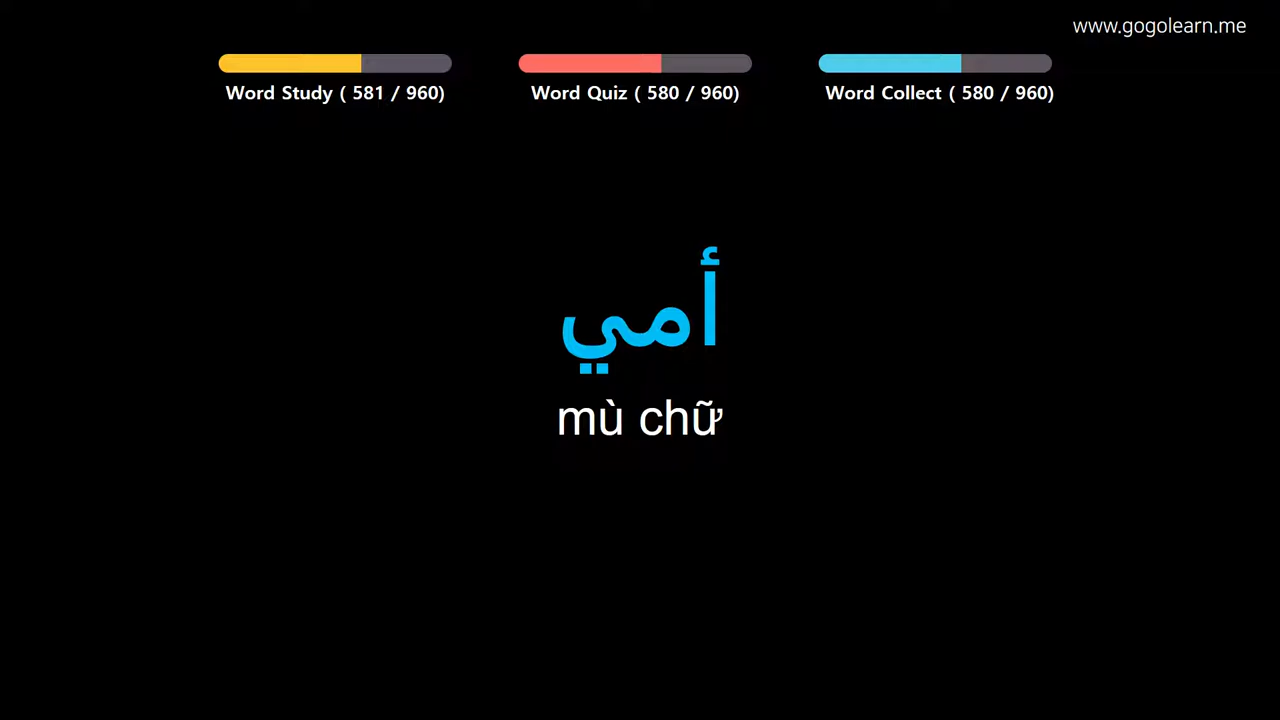 www.gogolearn.me
Word Study ( 581 / 960)
Word Quiz ( 580 / 960)
Word Collect ( 580 / 960)
أمي
mù chữ